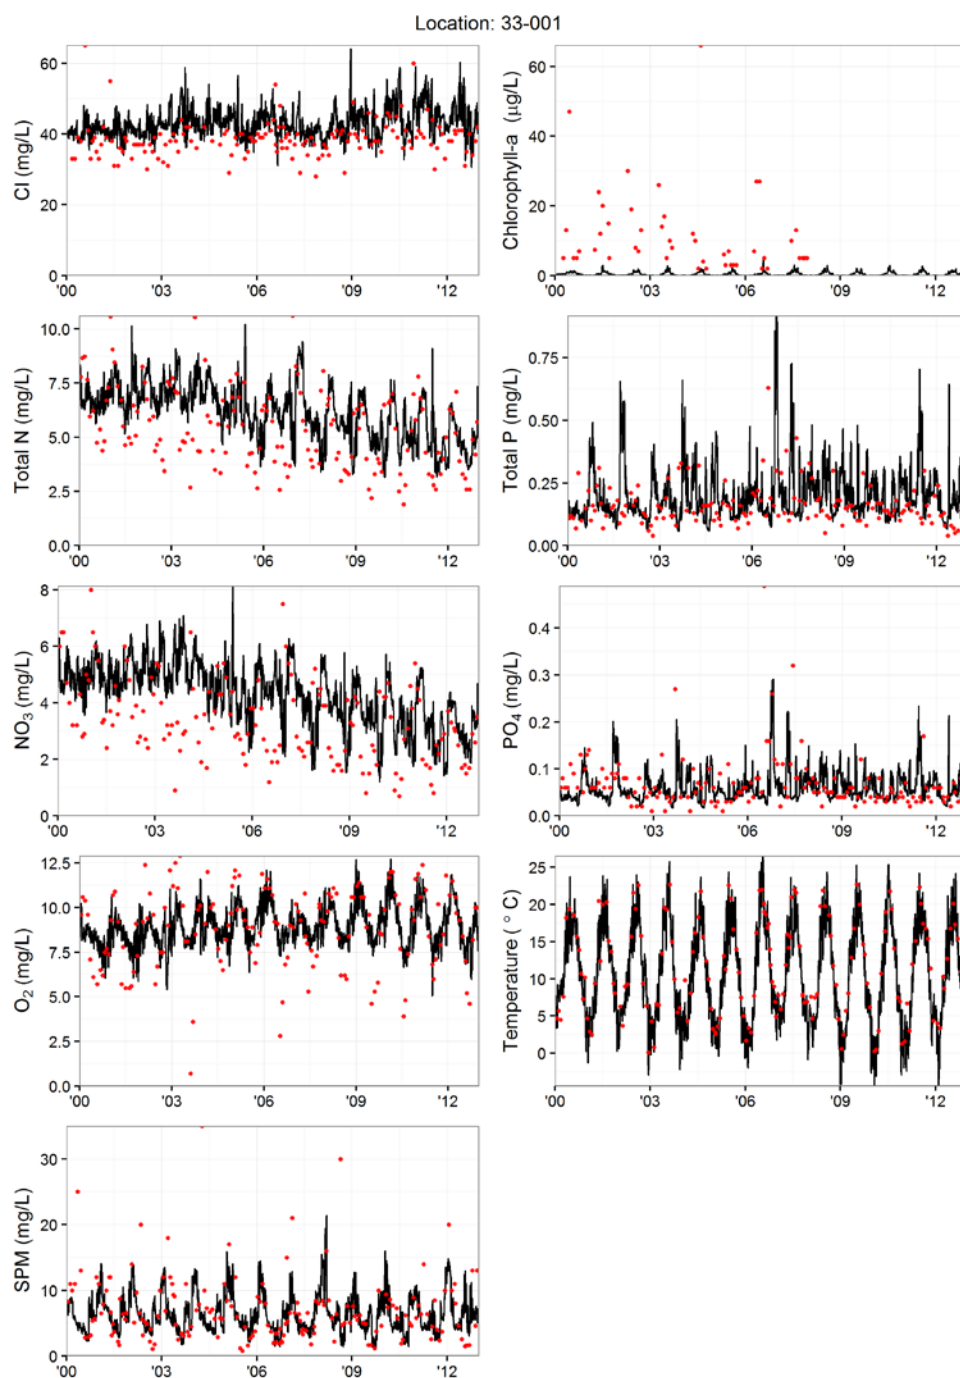 Location: 33-001
Cl (mg/L)
60
40
20
0
'00 '03 '06 '09 '12
Chlorophyll-a (µg/L)
60
40
20
0
'00 '03 '06 '09 '12
Total N (mg/L)
10.0
7.5
5.0
2.5
0.0
'00 '03 '06 '09 '12
Total P (mg/L)
0.75
0.50
0.25
0.00
'00 '03 '06 '09 '12
NO₃ (mg/L)
8
6
4
2
0
'00 '03 '06 '09 '12
PO₄ (mg/L)
0.4
0.3
0.2
0.1
0.0
'00 '03 '06 '09 '12
O₂ (mg/L)
12.5
10.0
7.5
5.0
2.5
0.0
'00 '03 '06 '09 '12
Temperature (° C)
25
20
15
10
5
0
'00 '03 '06 '09 '12
SPM (mg/L)
30
20
10
0
'00 '03 '06 '09 '12